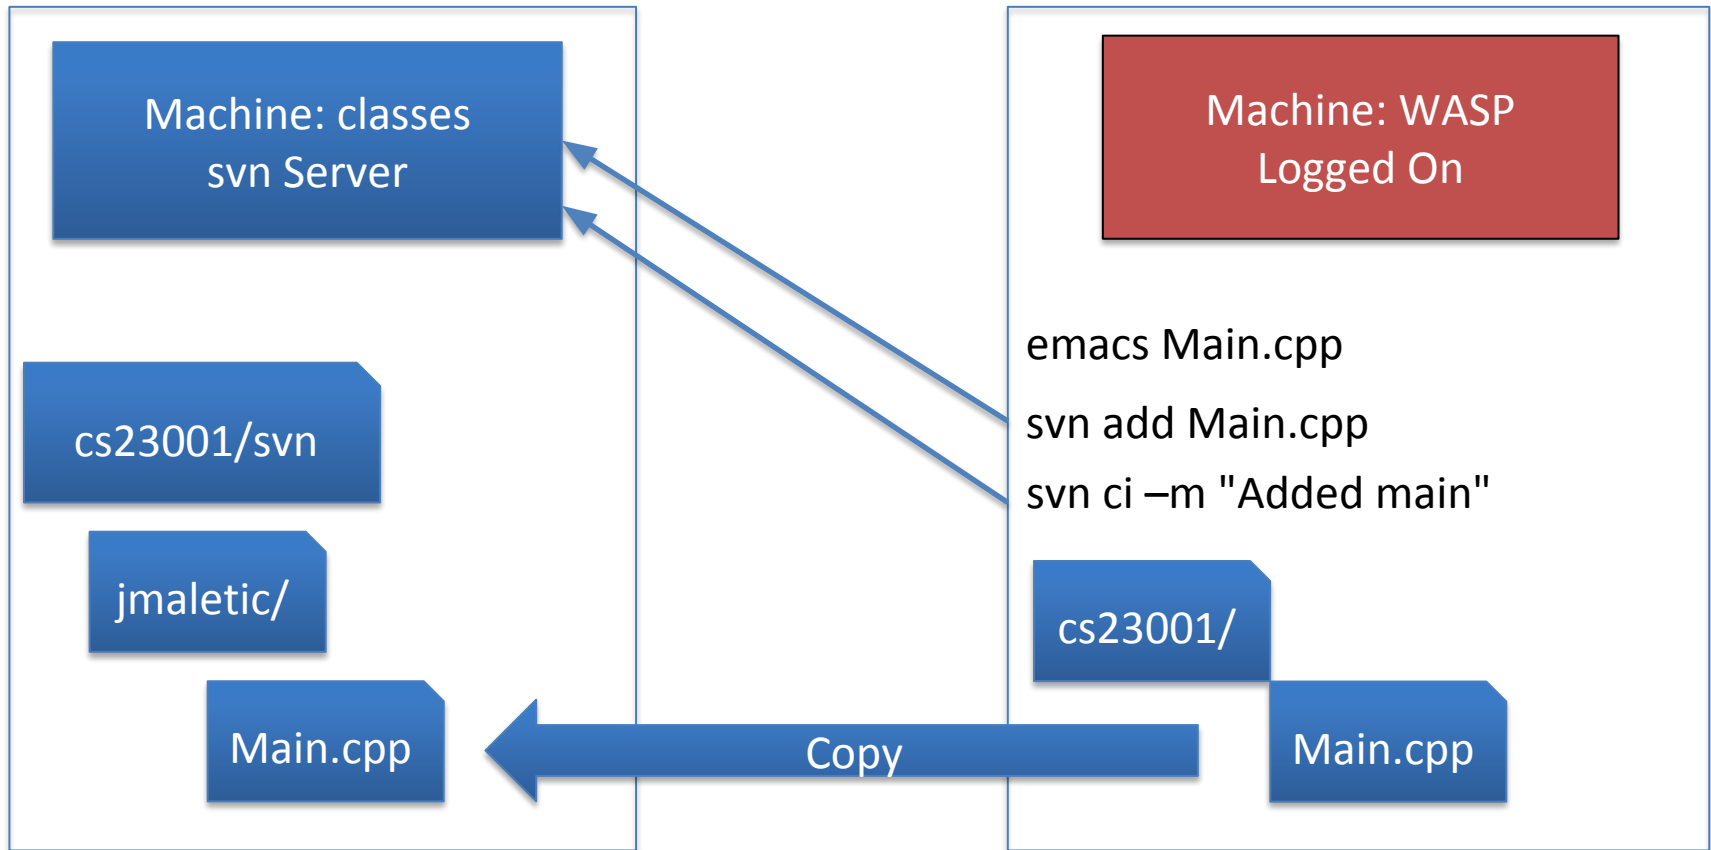 Machine: classes
svn Server
cs23001/svn
jmaletic/
Main.cpp
Copy
Machine: WASP
Logged On
emacs Main.cpp
svn add Main.cpp
svn ci –m "Added main"
cs23001/
Main.cpp